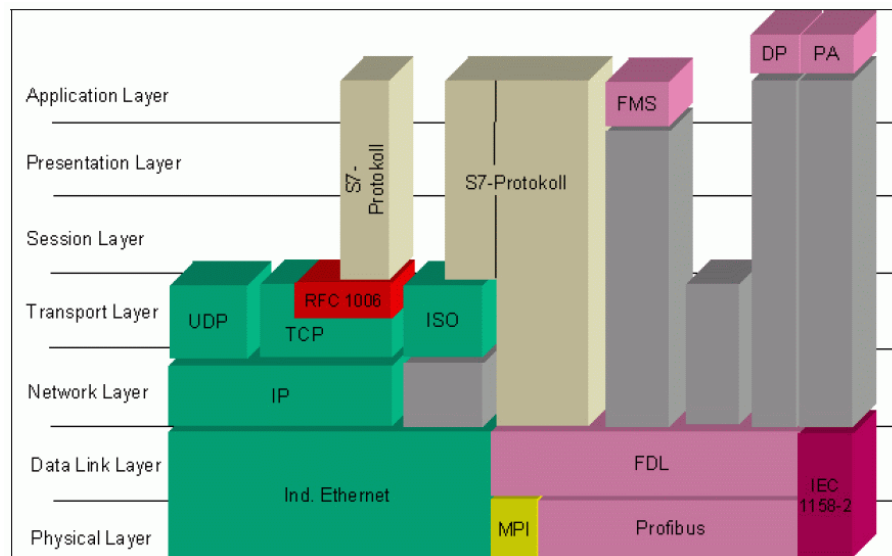 DP PA
Application Layer
FMS
Presentation Layer
S7-
Protokoll
S7-Protokoll
Session Layer
RFC 1006
Transport Layer
UDP
TCP
ISO
Network Layer
IP
Data Link Layer
FDL
Ind. Ethernet
IEC
1158-2
MPI
Profibus
Physical Layer